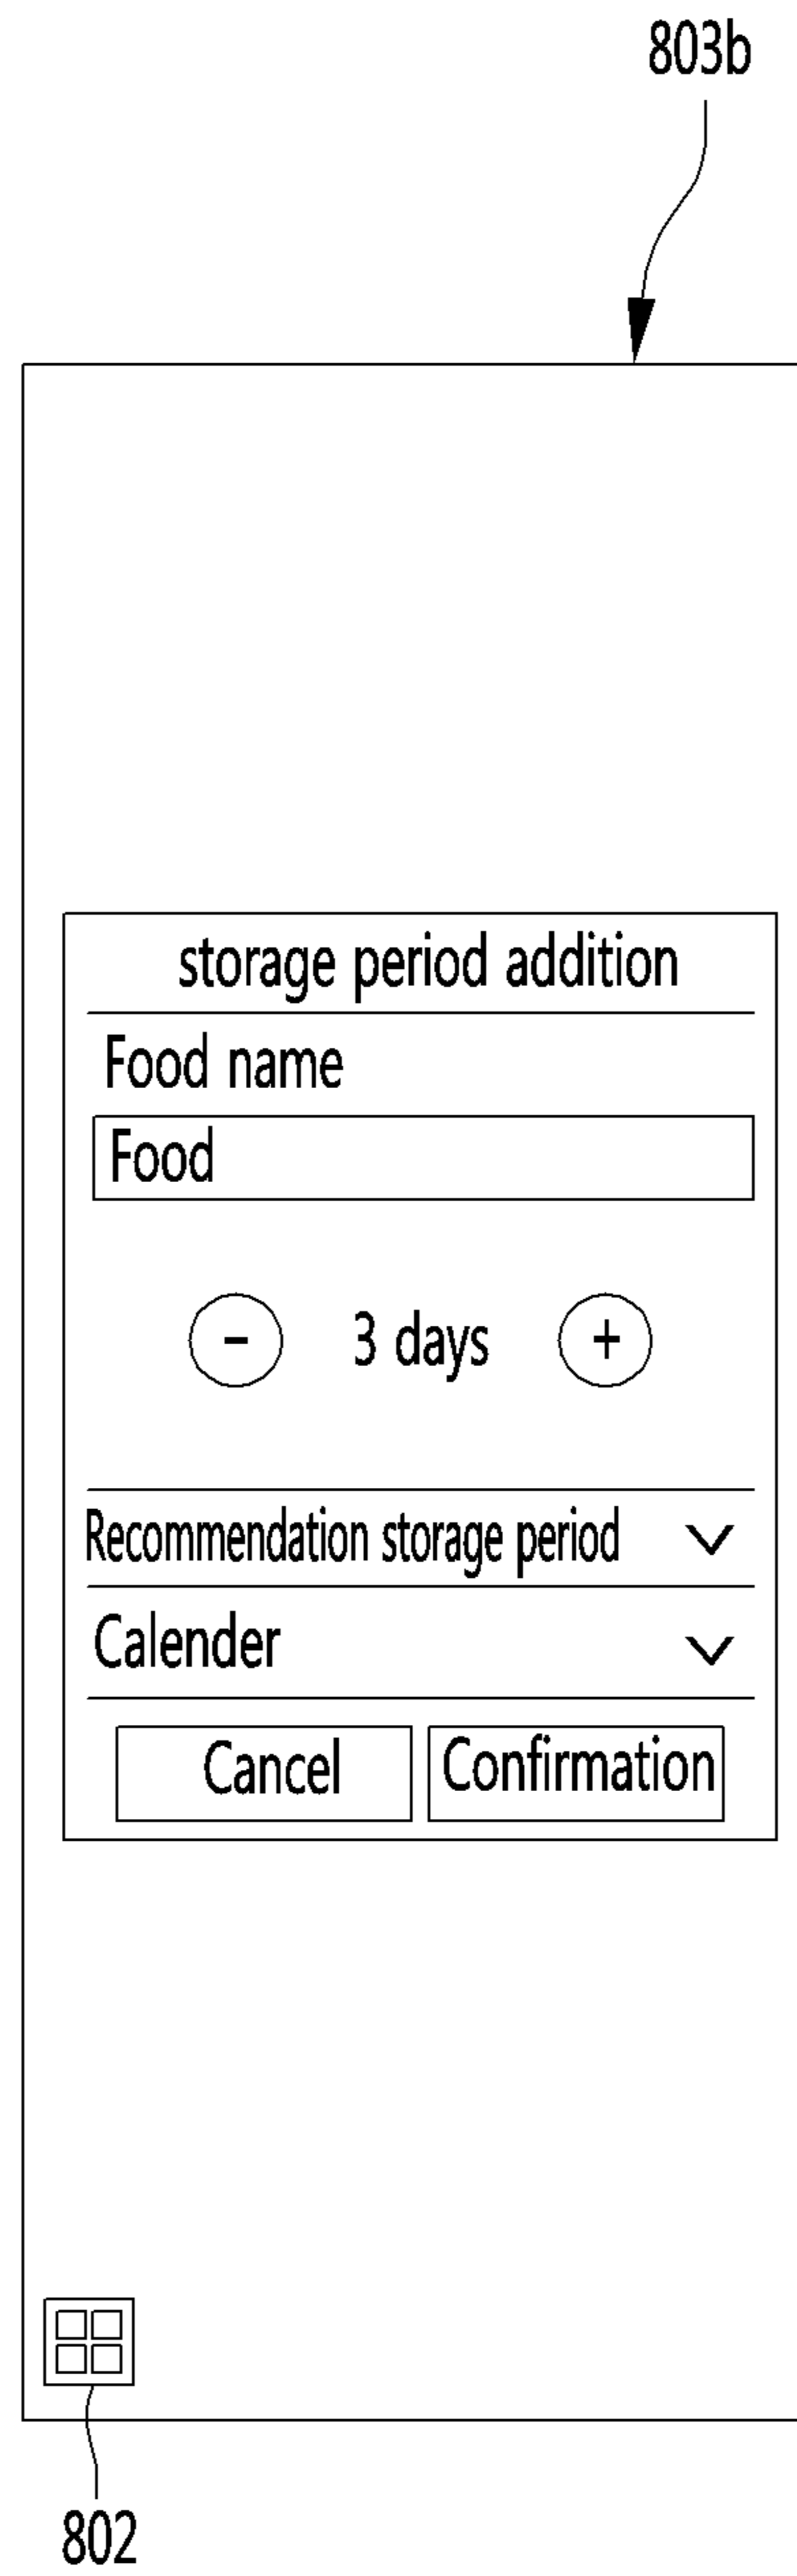 803b
storage period addition
Food name
Food
- 3 days +
Recommendation storage period
Calender
Cancel Confirmation
802